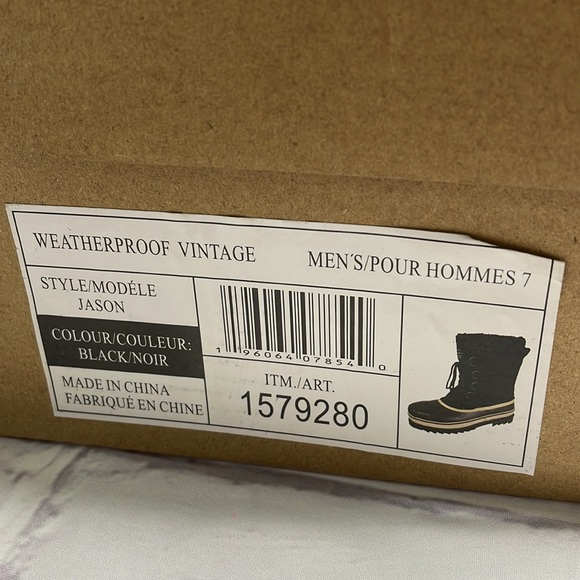 WEATHERPROOF VINTAGE
MEN'S/POUR HOMMES 7
STYLE/MODÉLE
JASON
COLOUR/COULEUR:
BLACK/NOIR
MADE IN CHINA
FABRIQUÉ EN CHINE
1 96064 07854 0
ITM./ART.
1579280